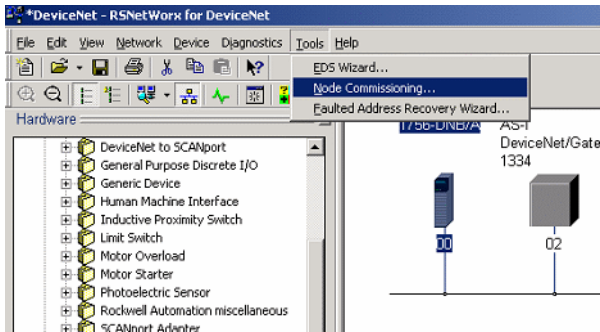 *DeviceNet - RSNetWorx for DeviceNet
File Edit View Network Device Diagnostics Tools Help
EDS Wizard...
Node Commissioning...
Faulted Address Recovery Wizard...
Hardware
DeviceNet to SCANport
General Purpose Discrete I/O
Generic Device
Human Machine Interface
Inductive Proximity Switch
Limit Switch
Motor Overload
Motor Starter
Photoelectric Sensor
Rockwell Automation miscellaneous
SCANport Adapter
1756-DNB/A
AS-I
DeviceNet/Gate
1334
00
02